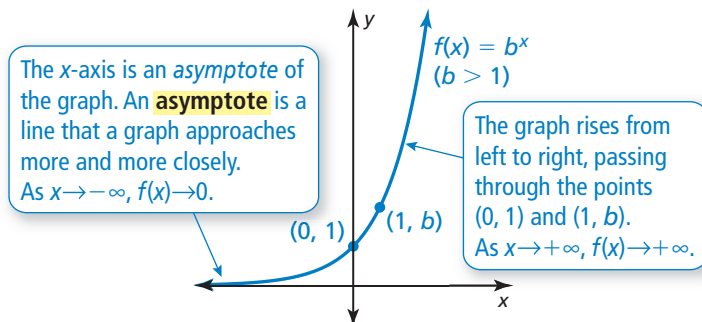 The x-axis is an asymptote of
the graph. An asymptote is a
line that a graph approaches
more and more closely.
As x→−∞, f(x)→0.
y
f(x) = b^x
(b > 1)
The graph rises from
left to right, passing
through the points
(0, 1) and (1, b).
As x→+∞, f(x)→+∞.
(0, 1)
(1, b)
x